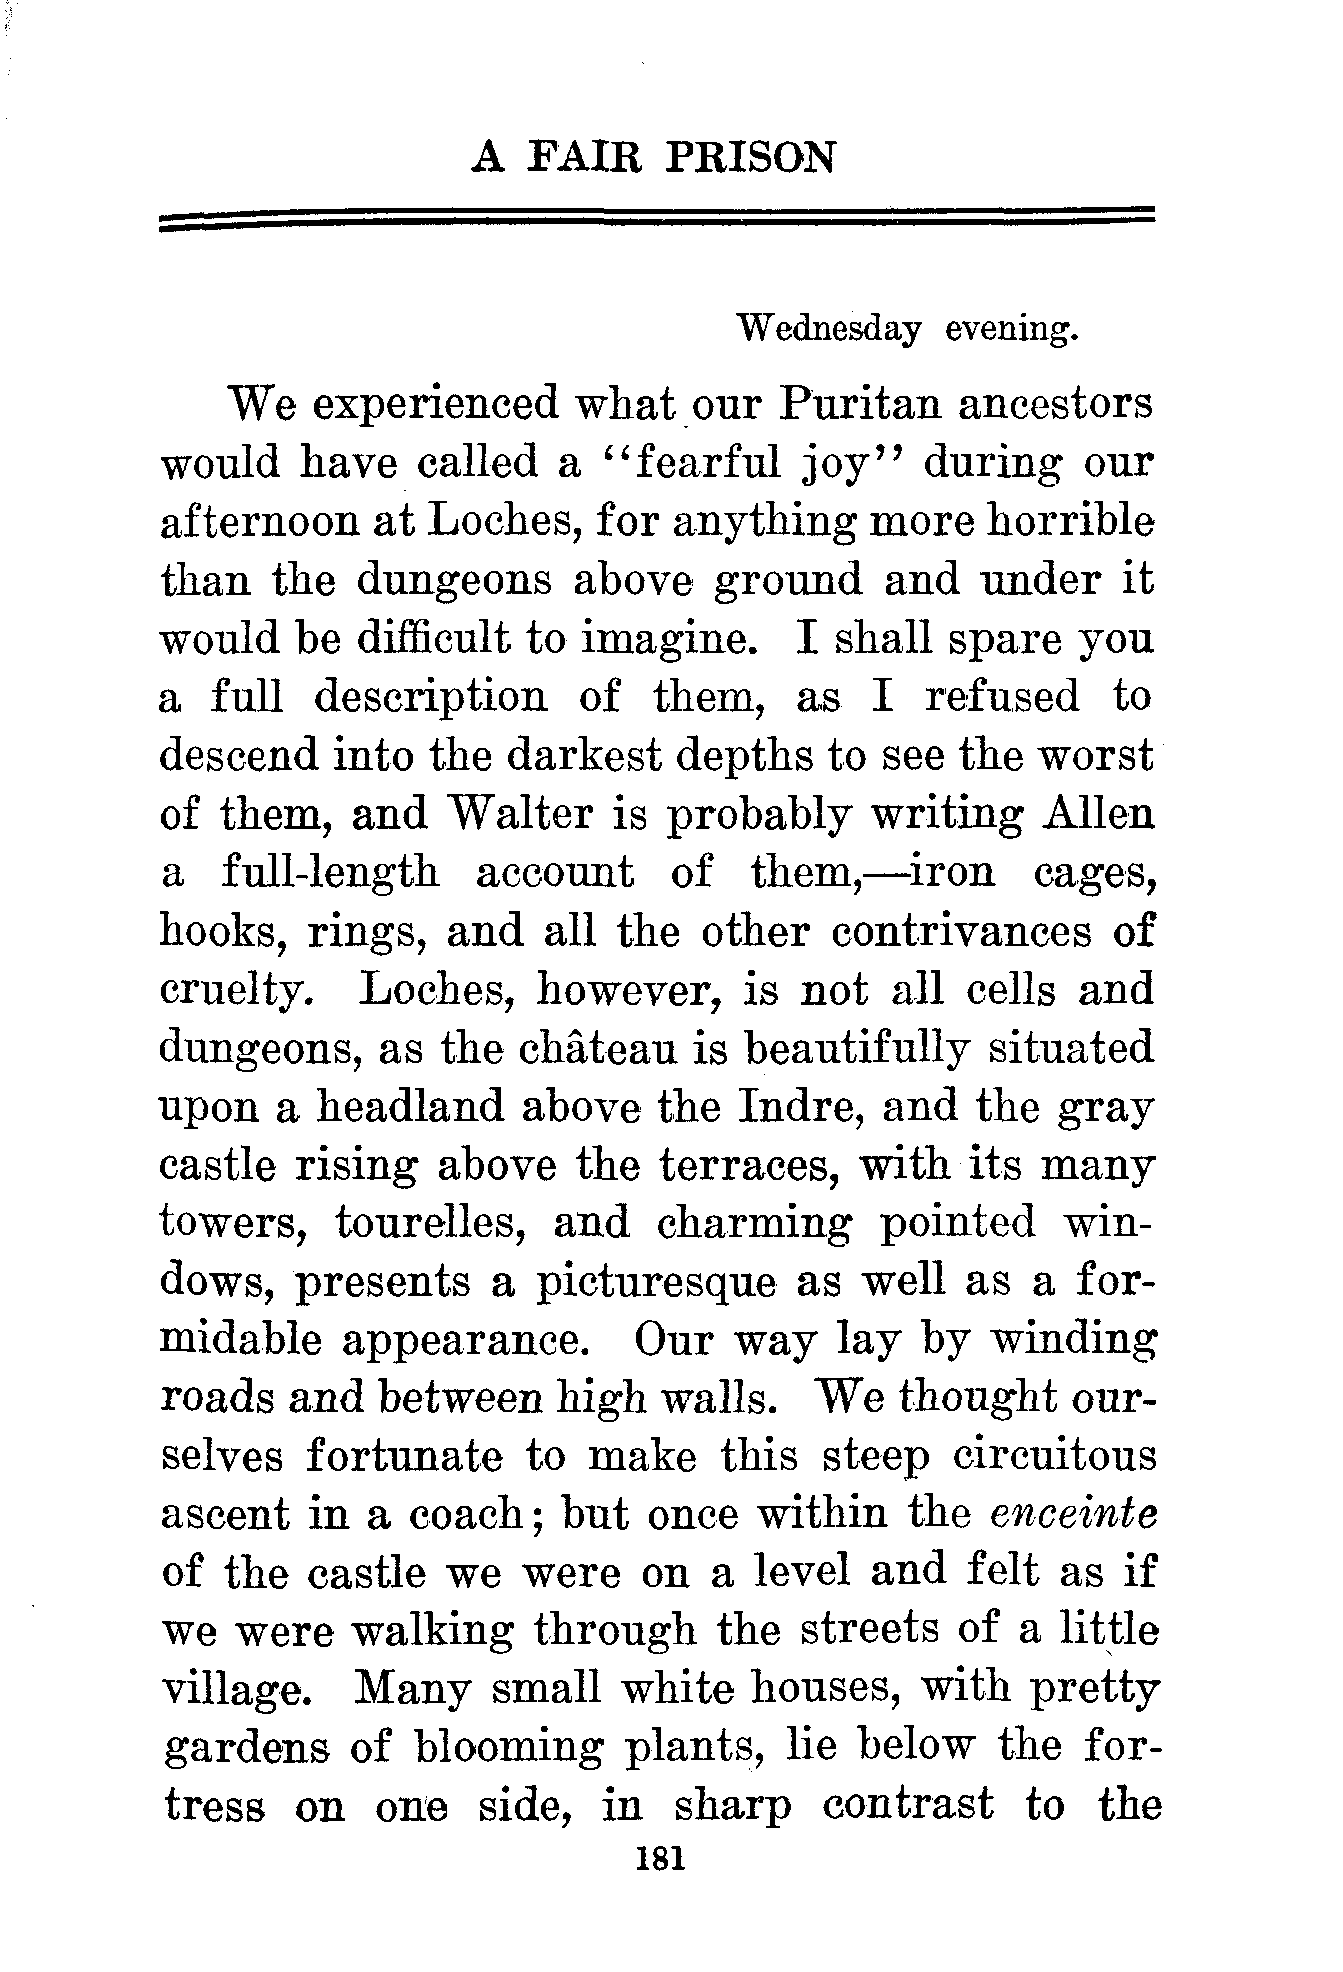 A FAIR PRISON
Wednesday evening.
We experienced what our Puritan ancestors
would have called a “fearful joy” during our
afternoon at Loches, for anything more horrible
than the dungeons above ground and under it
would be difficult to imagine. I shall spare you
a full description of them, as I refused to
descend into the darkest depths to see the worst
of them, and Walter is probably writing Allen
a full-length account of them,—iron cages,
hooks, rings, and all the other contrivances of
cruelty. Loches, however, is not all cells and
dungeons, as the château is beautifully situated
upon a headland above the Indre, and the gray
castle rising above the terraces, with its many
towers, tourelles, and charming pointed win-
dows, presents a picturesque as well as a for-
midable appearance. Our way lay by winding
roads and between high walls. We thought our-
selves fortunate to make this steep circuitous
ascent in a coach; but once within the enceinte
of the castle we were on a level and felt as if
we were walking through the streets of a little
village. Many small white houses, with pretty
gardens of blooming plants, lie below the for-
tress on one side, in sharp contrast to the
181